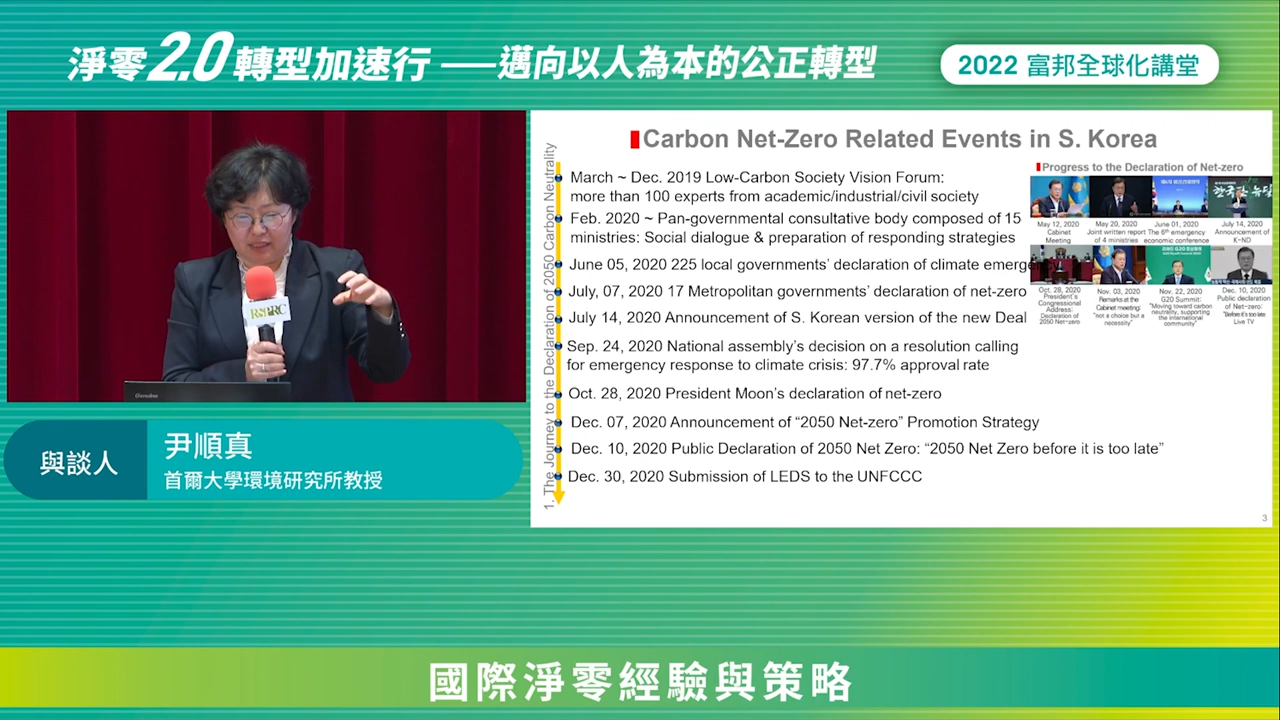 淨零2.0轉型加速行——邁向以人為本的公正轉型
2022 富邦全球化講堂
RSPRC
與談人
尹順真
首爾大學環境研究所教授
Carbon Net-Zero Related Events in S. Korea
1. The Journey to the Declaration of 2050 Carbon Neutrality
March ~ Dec. 2019 Low-Carbon Society Vision Forum:
more than 100 experts from academic/industrial/civil society
Feb. 2020 ~ Pan-governmental consultative body composed of 15
ministries: Social dialogue & preparation of responding strategies
June 05, 2020 225 local governments' declaration of climate emerge
July, 07, 2020 17 Metropolitan governments' declaration of net-zero
July 14, 2020 Announcement of S. Korean version of the new Deal
Sep. 24, 2020 National assembly's decision on a resolution calling
for emergency response to climate crisis: 97.7% approval rate
Oct. 28, 2020 President Moon's declaration of net-zero
Dec. 07, 2020 Announcement of “2050 Net-zero” Promotion Strategy
Dec. 10, 2020 Public Declaration of 2050 Net Zero: “2050 Net Zero before it is too late”
Dec. 30, 2020 Submission of LEDS to the UNFCCC
Progress to the Declaration of Net-zero
May 12, 2020
Cabinet
Meeting
May 20, 2020
Joint written report
of 4 ministries
June 01, 2020
The 6th emergency
economic conference
July 14, 2020
Announcement of
K-ND
Oct. 28, 2020
President's
Congressional
Address:
Declaration of
2050 Net-zero
Nov. 03, 2020
Remarks at the
Cabinet meeting:
"not a choice but a
necessity"
Nov. 22, 2020
G20 Summit:
"Moving toward carbon
neutrality, supporting
the international
community"
Dec. 10, 2020
Public declaration
of Net-zero:
"Before it's too late
Live TV
3
國際淨零經驗與策略